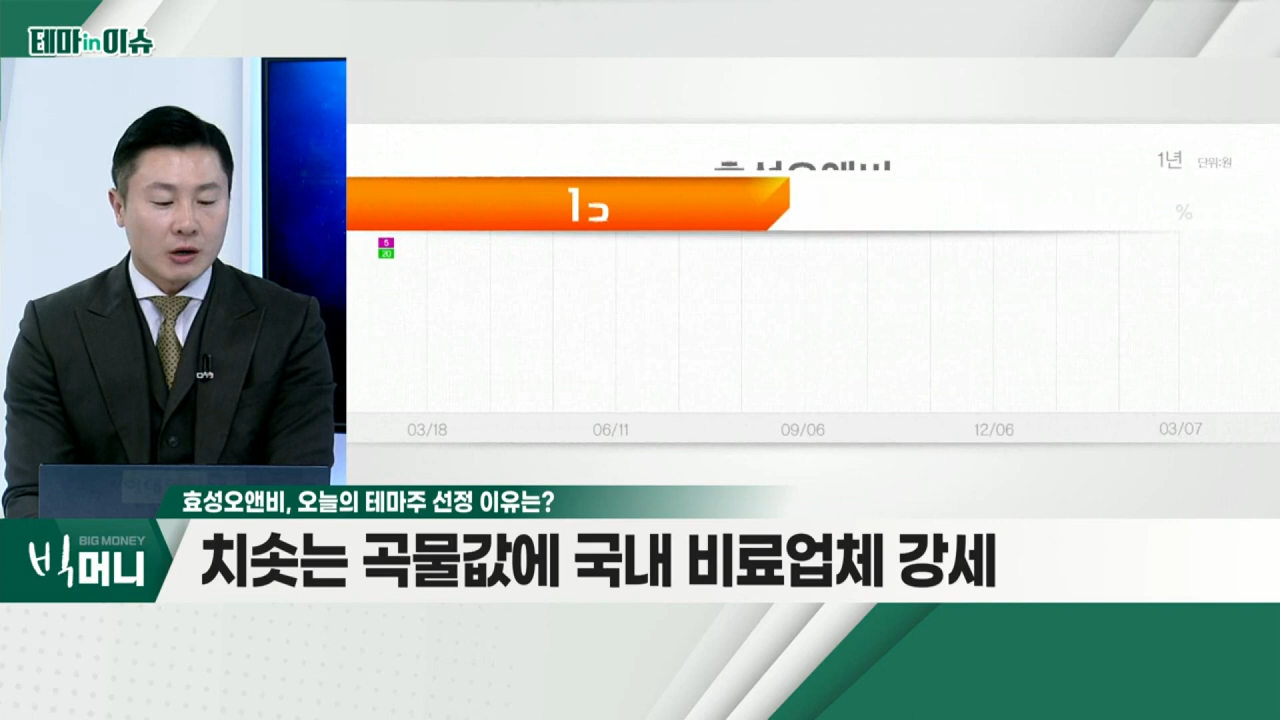 테마in이슈
1년 단위:원
%
5
20
03/18 06/11 09/06 12/06 03/07
효성오앤비, 오늘의 테마주 선정 이유는?
BIG MONEY
빅머니
치솟는 곡물값에 국내 비료업체 강세